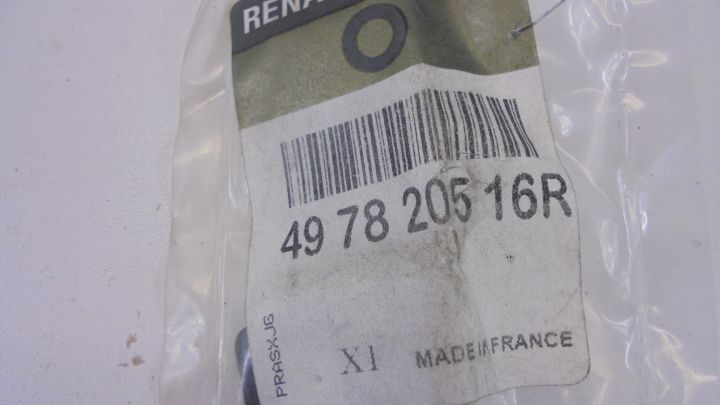 RENA
49 78 205 16R
PRASXJG
X1
MADE IN FRANCE